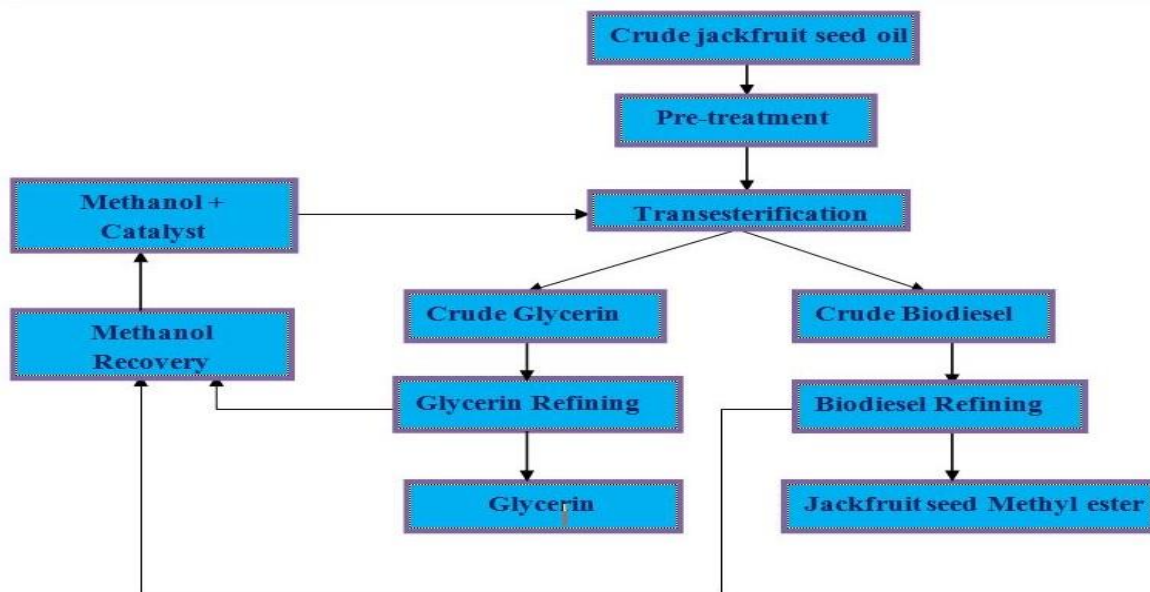 Crude jackfruit seed oil
Pre-treatment
Methanol +
Catalyst
Transesterification
Crude Glycerin
Crude Biodiesel
Methanol
Recovery
Glycerin Refining
Biodiesel Refining
Glycerin
Jackfruit seed Methyl ester